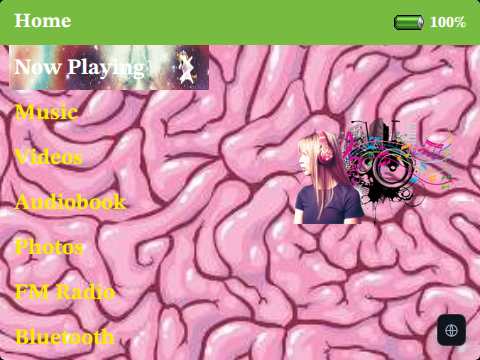 Home
100%
Now Playing
Music
Videos
Audiobook
Photos
FM Radio
Bluetooth